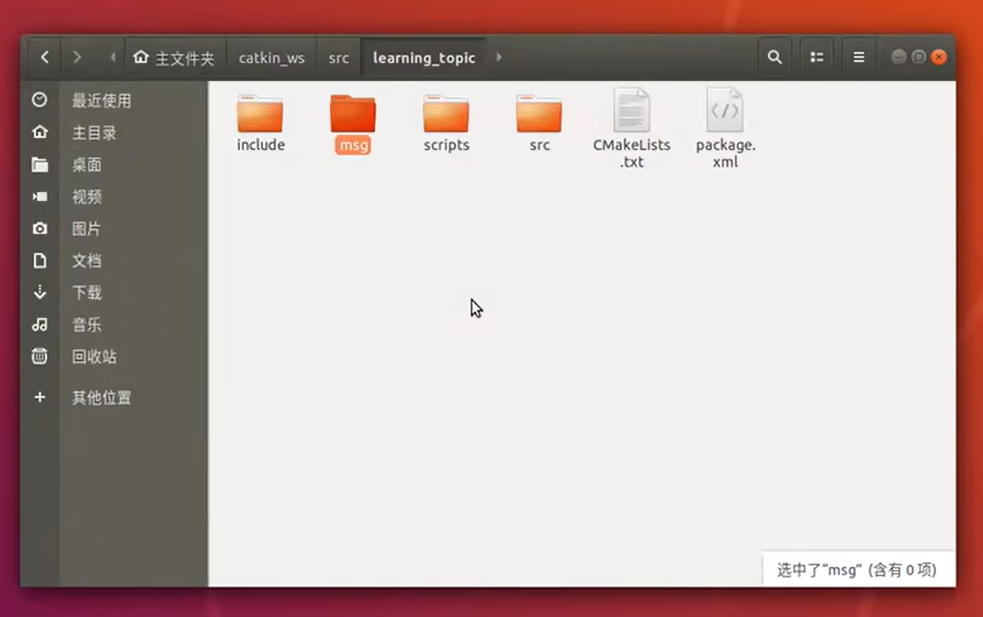 主文件夹 catkin_ws src learning_topic
最近使用
主目录
桌面
视频
图片
文档
下载
音乐
回收站
其他位置
include msg scripts src CMakeLists package.
.txt xml
选中了"msg" (含有 0 项)